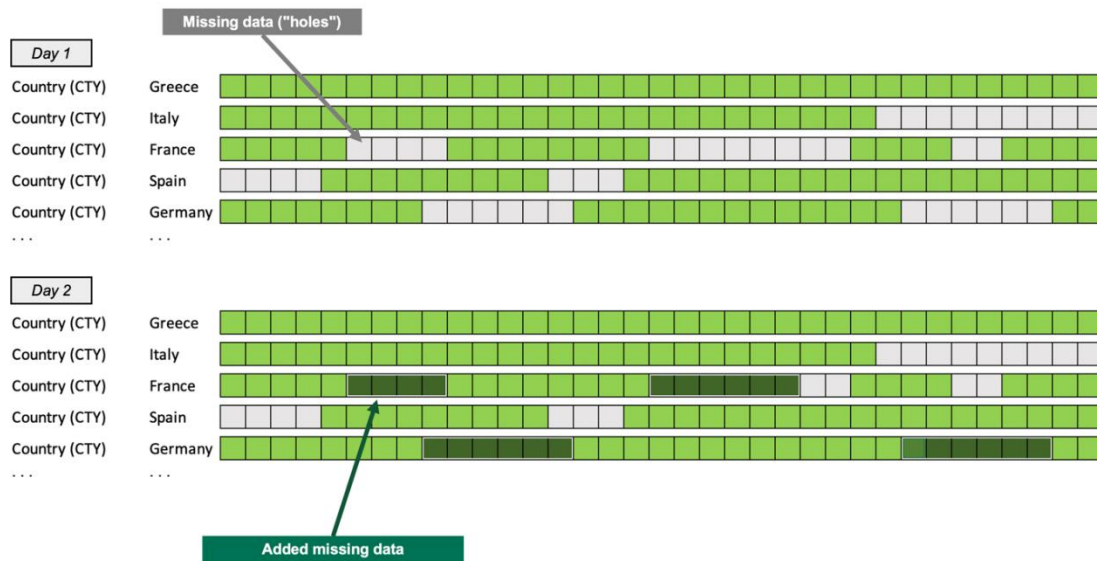 Missing data ("holes")
Day 1
Country (CTY) Greece
Country (CTY) Italy
Country (CTY) France
Country (CTY) Spain
Country (CTY) Germany
. . . . . .
Day 2
Country (CTY) Greece
Country (CTY) Italy
Country (CTY) France
Country (CTY) Spain
Country (CTY) Germany
. . . . . .
Added missing data